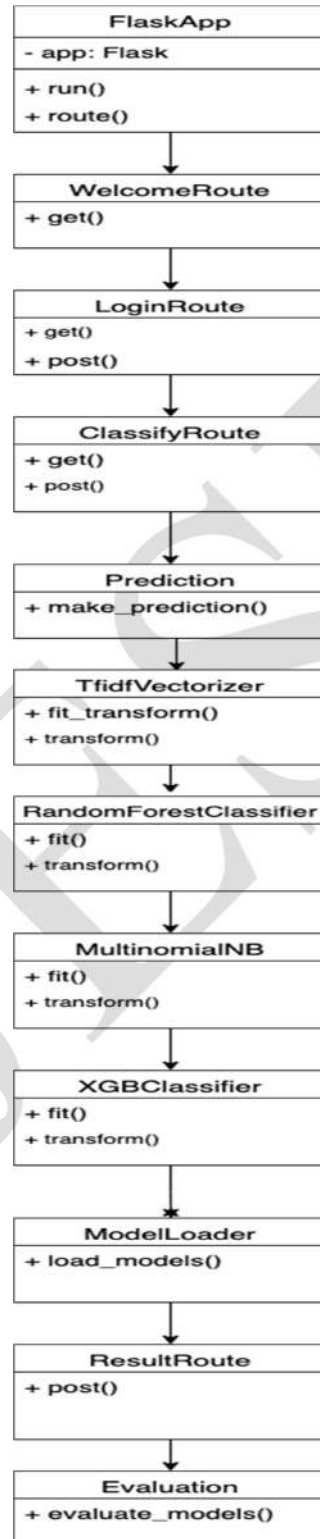 FlaskApp
- app: Flask
+ run()
+ route()
WelcomeRoute
+ get()
LoginRoute
+ get()
+ post()
ClassifyRoute
+ get()
+ post()
Prediction
+ make_prediction()
TfidfVectorizer
+ fit_transform()
+ transform()
RandomForestClassifier
+ fit()
+ transform()
MultinomialNB
+ fit()
+ transform()
XGBClassifier
+ fit()
+ transform()
ModelLoader
+ load_models()
ResultRoute
+ post()
Evaluation
+ evaluate_models()